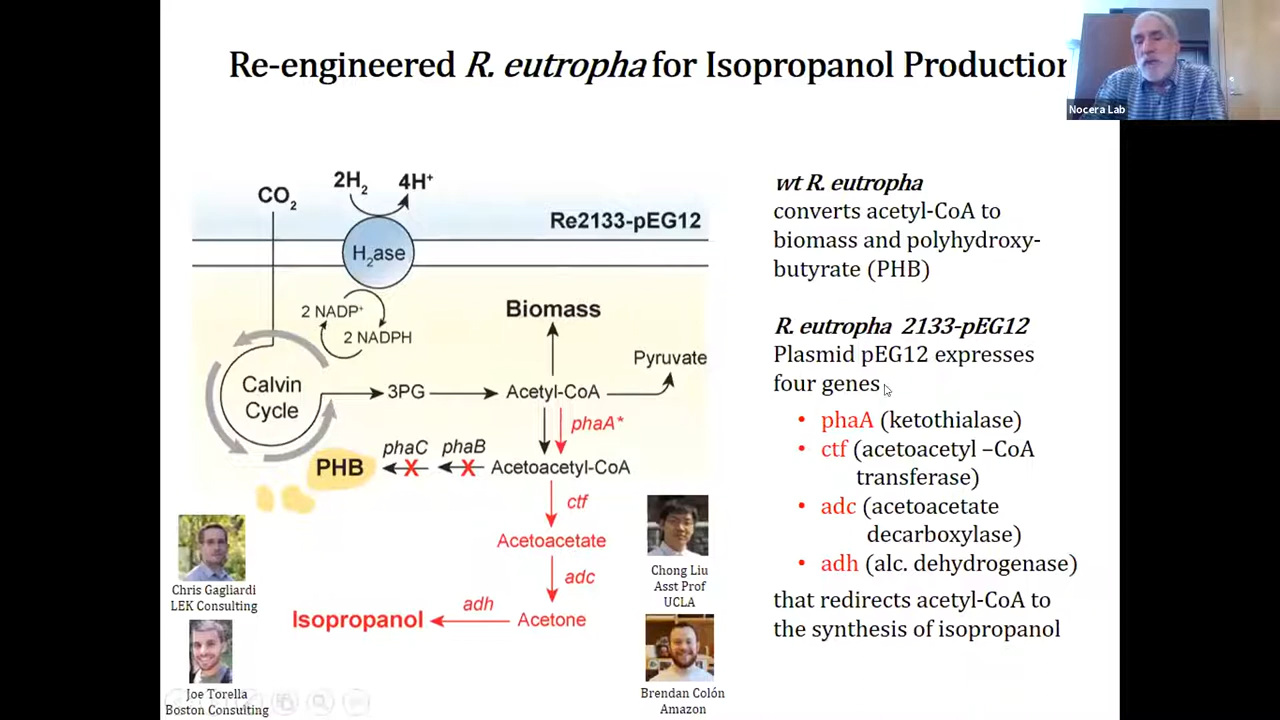 Re-engineered R. eutropha for Isopropanol Production
Nocera Lab
CO2
2H2
4H+
Re2133-pEG12
H2ase
2 NADP+
2 NADPH
Biomass
Pyruvate
Calvin
Cycle
3PG
Acetyl-CoA
phaA*
PHB
phaC
phaB
Acetoacetyl-CoA
ctf
Acetoacetate
adc
Isopropanol
adh
Acetone
Chris Gagliardi
LEK Consulting
Joe Torella
Boston Consulting
Chong Liu
Asst Prof
UCLA
Brendan Colón
Amazon
wt R. eutropha
converts acetyl-CoA to
biomass and polyhydroxy-
butyrate (PHB)
R. eutropha 2133-pEG12
Plasmid pEG12 expresses
four genes
• phaA (ketothialase)
• ctf (acetoacetyl –CoA
transferase)
• adc (acetoacetate
decarboxylase)
• adh (alc. dehydrogenase)
that redirects acetyl-CoA to
the synthesis of isopropanol